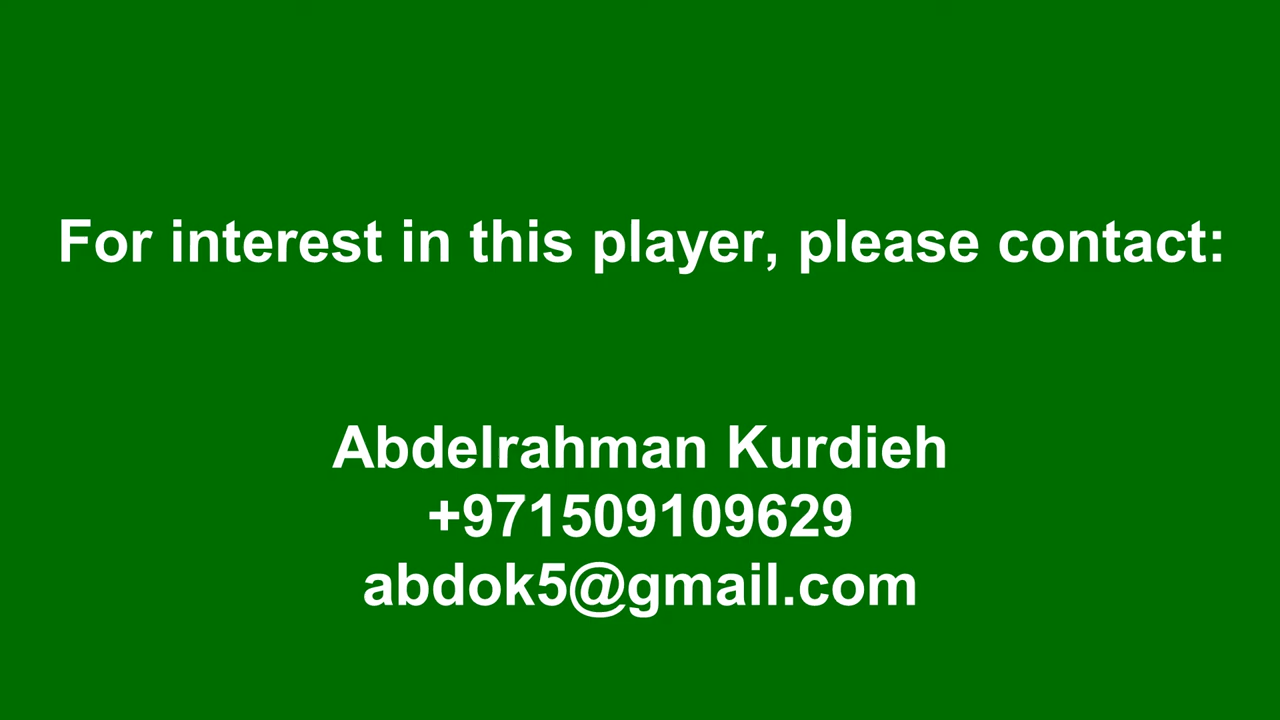 For interest in this player, please contact:
Abdelrahman Kurdieh
+971509109629
abdok5@gmail.com